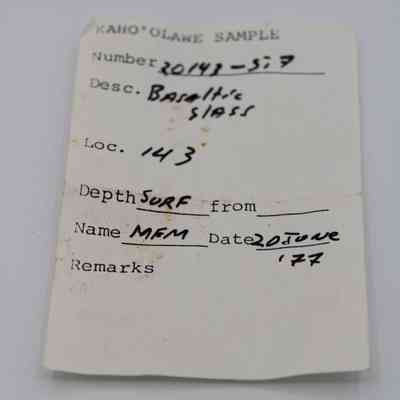 KAHO'OLAWE SAMPLE
Number 20143-Si7
Desc. Basaltic
glass
Loc. 143
Depth SURF from
Name MFM Date 20 June
'77
Remarks